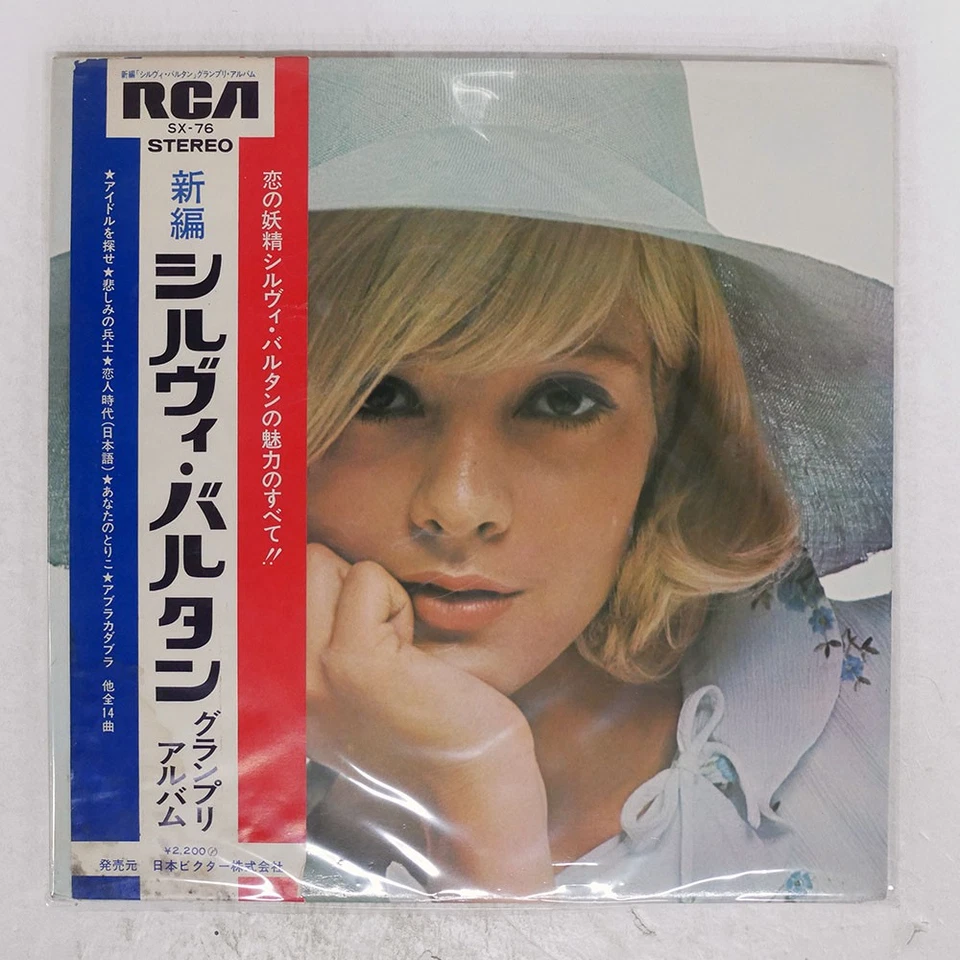 新編「シルヴィ・バルタン」グランプリ・アルバム
RCA
SX-76
STEREO
恋の妖精シルヴィ・バルタンの魅力のすべて!!
新編
シルヴィ・バルタン
グランプリ
アルバム
★アイドルを探せ★悲しみの兵士★恋人時代(日本語)★あなたのとりこ★アブラカダブラ 他全14曲
¥2,200
発売元 日本ビクター株式会社